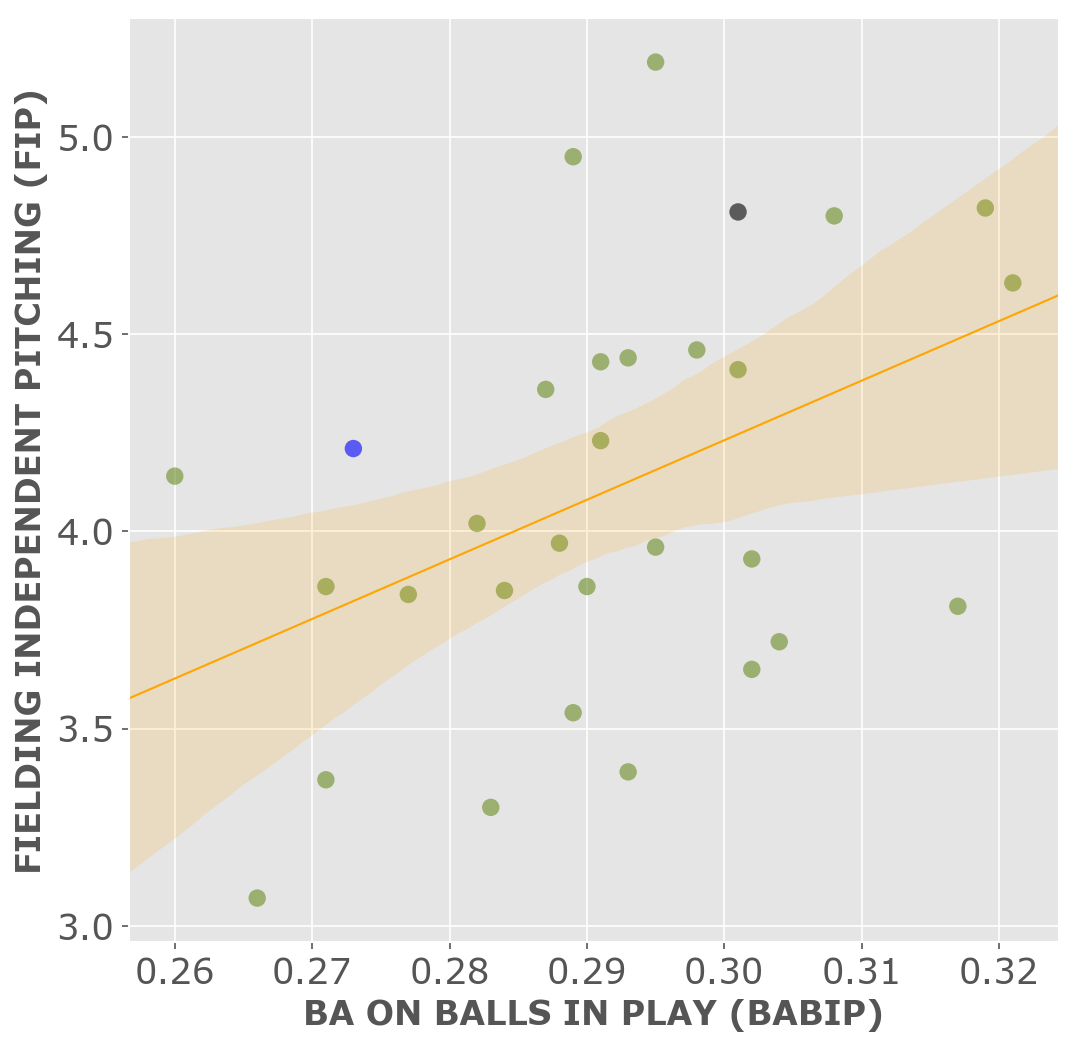 FIELDING INDEPENDENT PITCHING (FIP)
5.0
4.5
4.0
3.5
3.0
0.26 0.27 0.28 0.29 0.30 0.31 0.32
BA ON BALLS IN PLAY (BABIP)